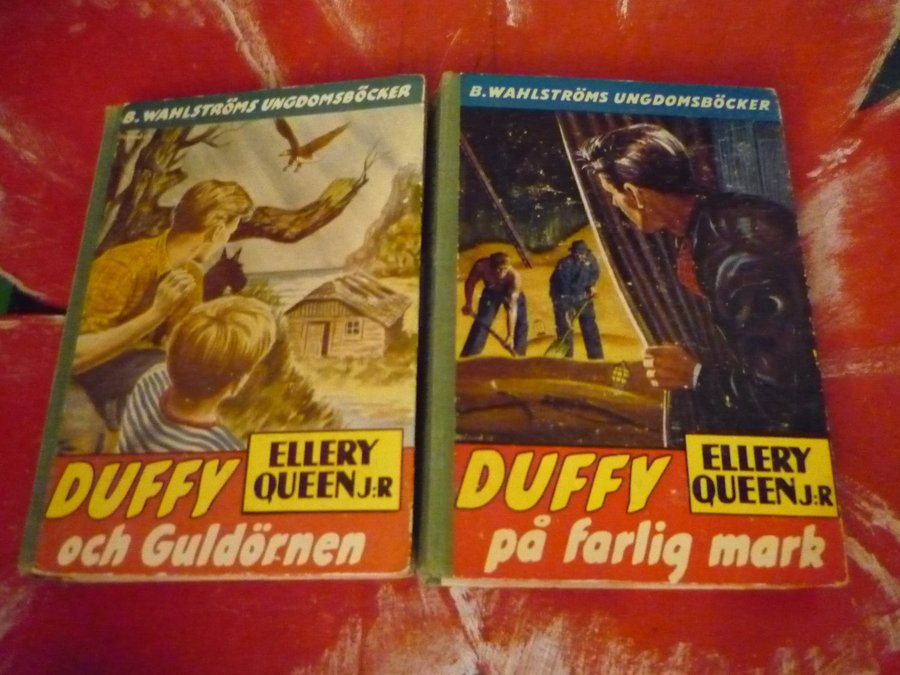 B. WAHLSTRÖMS UNGDOMSBÖCKER
DUFFY
ELLERY
QUEEN J:R
och Guldörnen
B. WAHLSTRÖMS UNGDOMSBÖCKER
DUFFY
ELLERY
QUEEN J:R
på farlig mark